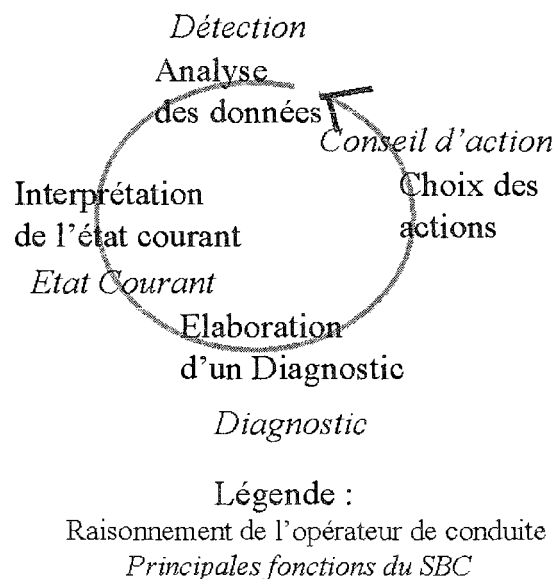 Détection
Analyse
des données
Conseil d'action
Choix des
actions
Interprétation
de l'état courant
Etat Courant
Elaboration
d'un Diagnostic
Diagnostic
Légende :
Raisonnement de l'opérateur de conduite
Principales fonctions du SBC